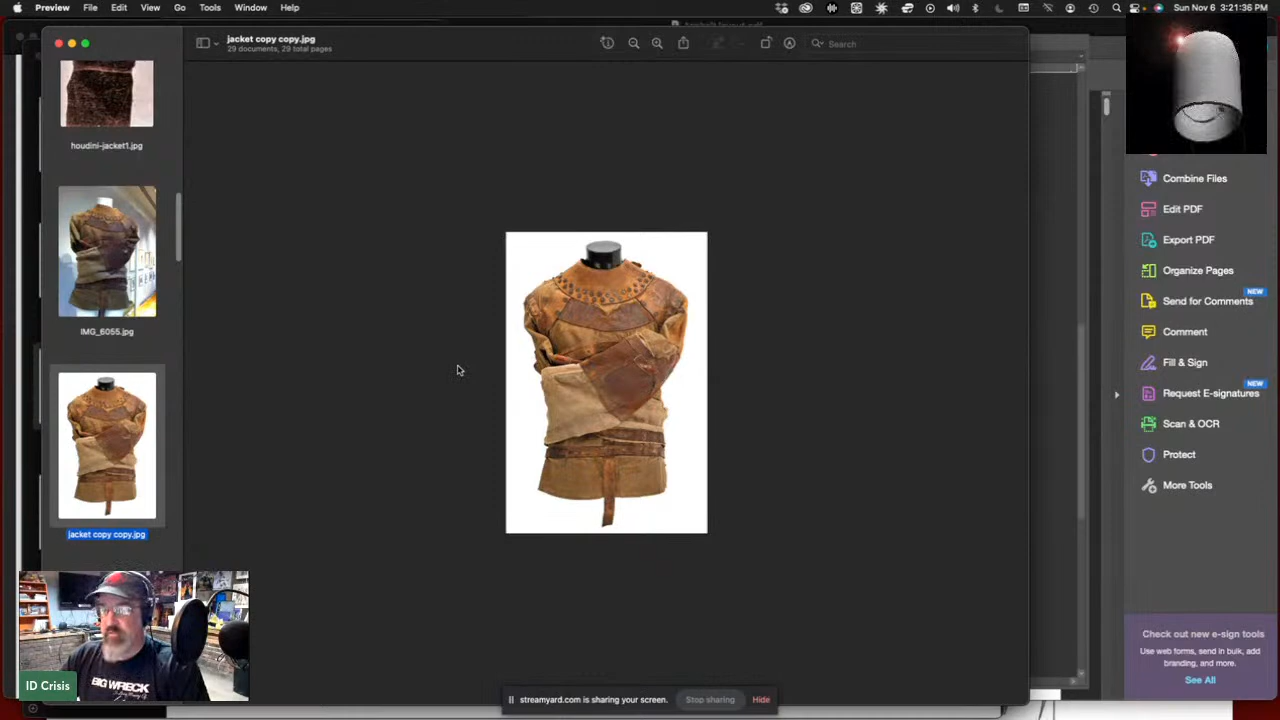 Preview File Edit View Go Tools Window Help
Sun Nov 6 3:21:36 PM
jacket copy copy.jpg
29 documents, 29 total pages
Search
houdini-jacket1.jpg
IMG_6055.jpg
jacket copy copy.jpg
Combine Files
Edit PDF
Export PDF
Organize Pages
NEW
Send for Comments
Comment
Fill & Sign
NEW
Request E-signatures
Scan & OCR
Protect
More Tools
Check out new e-sign tools
Use web forms, send in bulk, add
branding, and more.
See All
BIG WRECK
ID Crisis
streamyard.com is sharing your screen. Stop sharing Hide